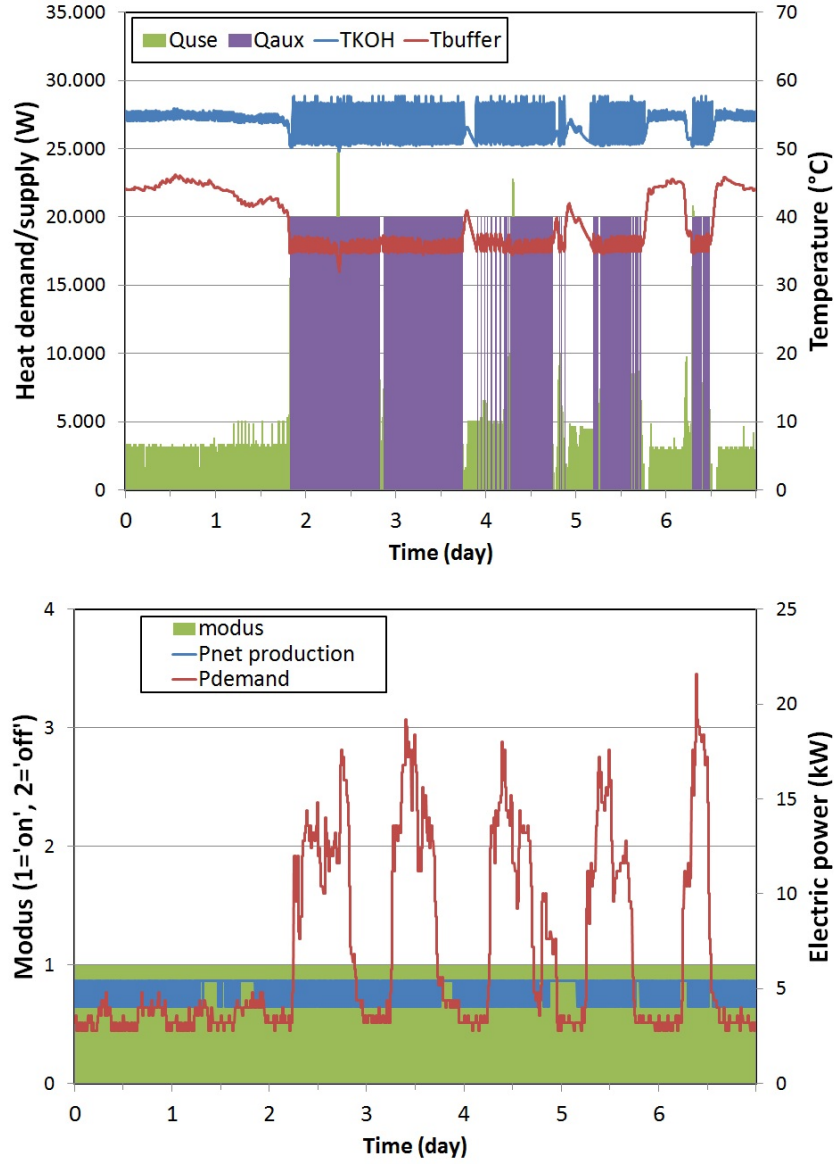 Quse Qaux TKOH Tbuffer
35.000
30.000
25.000
20.000
15.000
10.000
5.000
0
Heat demand/supply (W)
70
60
50
40
30
20
10
0
Temperature (°C)
0 1 2 3 4 5 6
Time (day)
modus
Pnet production
Pdemand
4
3
2
1
0
Modus (1='on', 2='off')
25
20
15
10
5
0
Electric power (kW)
0 1 2 3 4 5 6
Time (day)